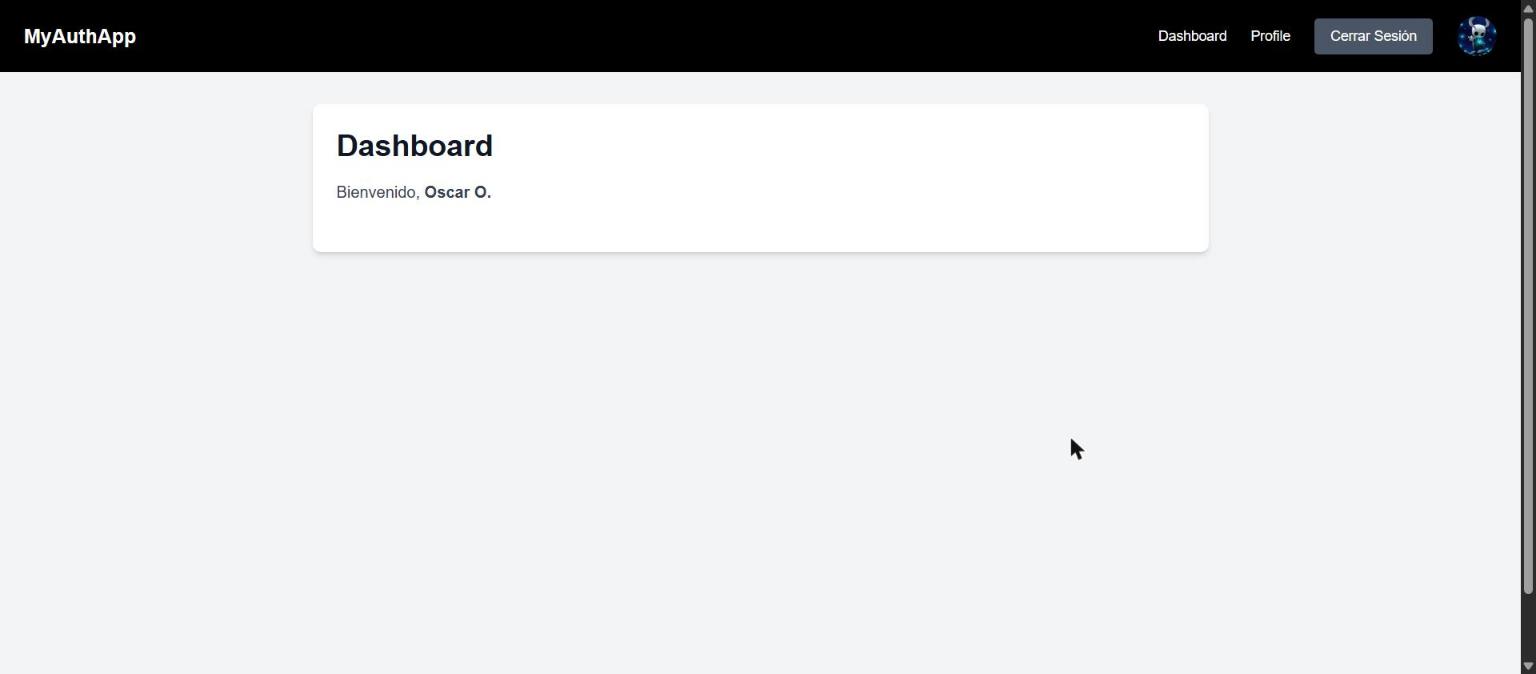 MyAuthApp
Dashboard
Profile
Cerrar Sesión
Dashboard
Bienvenido, Oscar O.